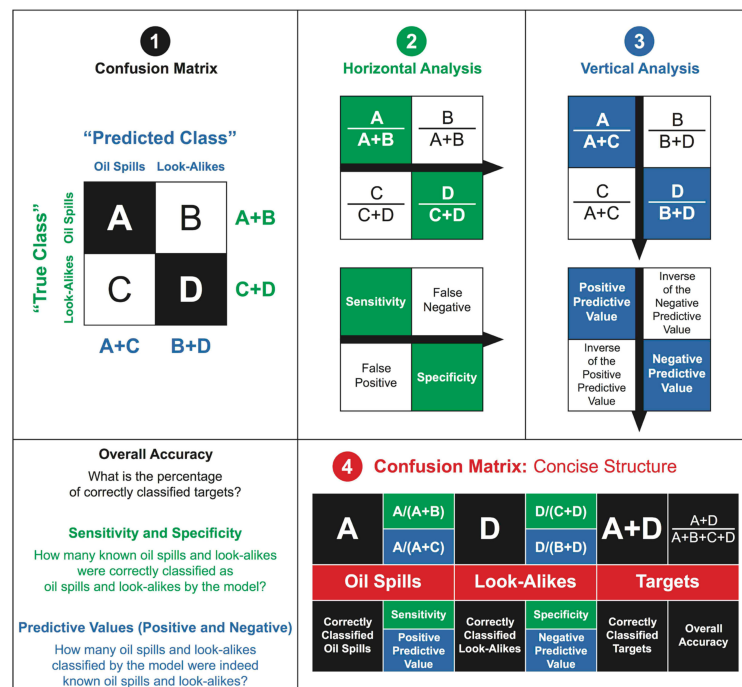 1
Confusion Matrix
“Predicted Class”
Oil Spills
Look-Alikes
“True Class”
Oil Spills
Look-Alikes
A
B
A+B
C
D
C+D
A+C
B+D
2
Horizontal Analysis
A
A+B
B
A+B
C
C+D
D
C+D
Sensitivity
False
Negative
False
Positive
Specificity
3
Vertical Analysis
A
A+C
B
B+D
C
A+C
D
B+D
Positive
Predictive
Value
Inverse
of the
Negative
Predictive
Value
Inverse
of the
Positive
Predictive
Value
Negative
Predictive
Value
Overall Accuracy
What is the percentage
of correctly classified targets?
Sensitivity and Specificity
How many known oil spills and look-alikes
were correctly classified as
oil spills and look-alikes by the model?
Predictive Values (Positive and Negative)
How many oil spills and look-alikes
classified by the model were indeed
known oil spills and look-alikes?
4
Confusion Matrix: Concise Structure
A
A/(A+B)
A/(A+C)
D
D/(C+D)
D/(B+D)
A+D
A+D
A+B+C+D
Oil Spills
Look-Alikes
Targets
Correctly
Classified
Oil Spills
Sensitivity
Positive
Predictive
Value
Correctly
Classified
Look-Alikes
Specificity
Negative
Predictive
Value
Correctly
Classified
Targets
Overall
Accuracy